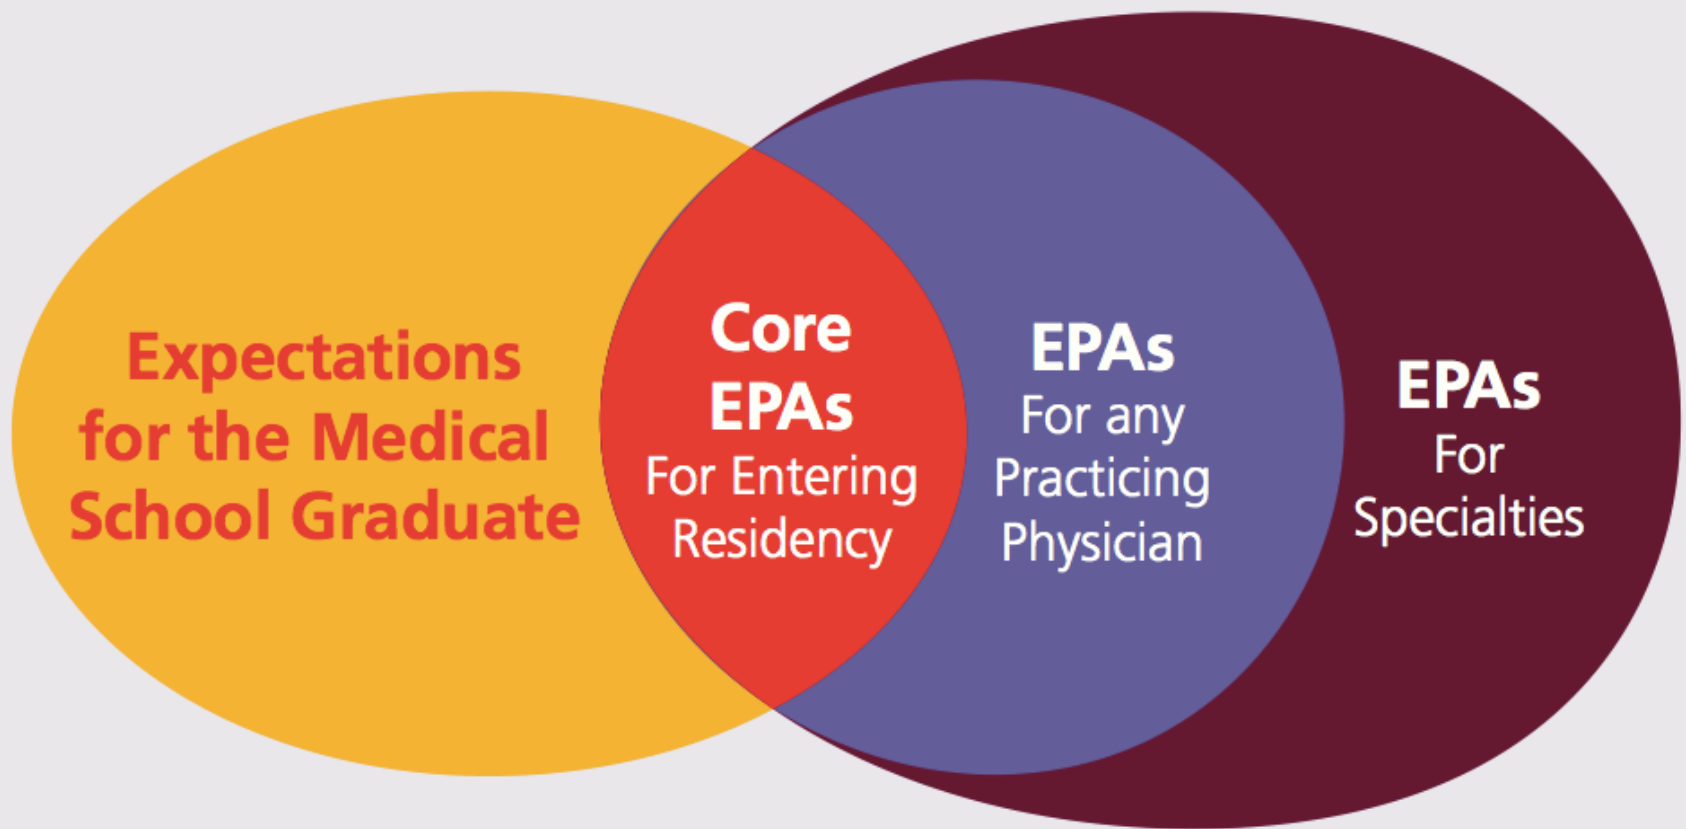 Expectations
for the Medical
School Graduate
Core
EPAs
For Entering
Residency
EPAs
For any
Practicing
Physician
EPAs
For
Specialties